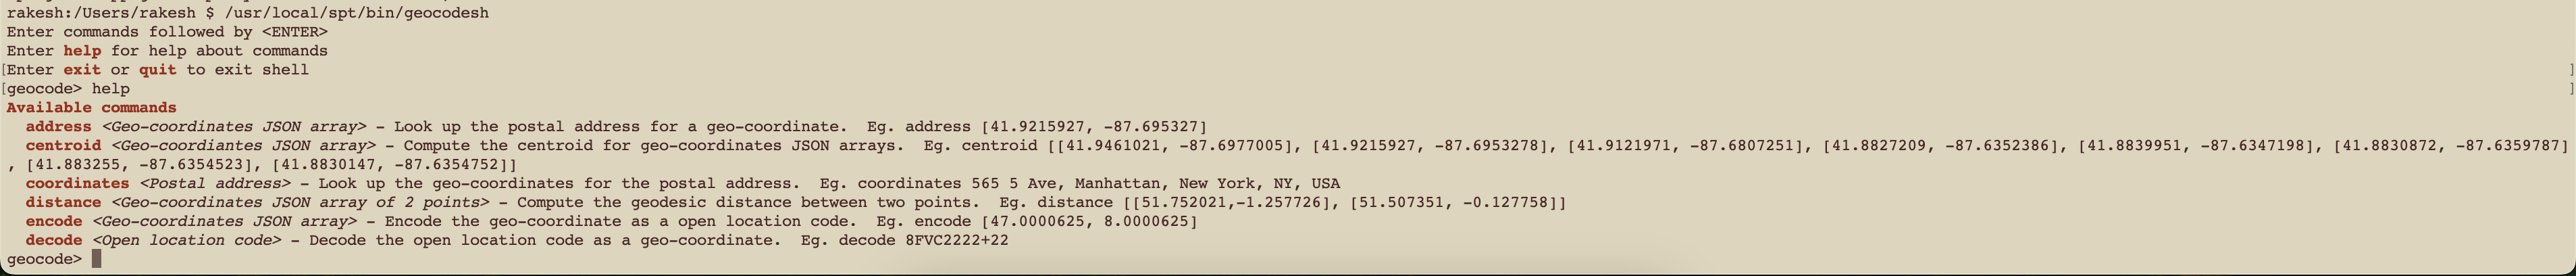 rakesh:/Users/rakesh $ /usr/local/spt/bin/geocodesh
Enter commands followed by <ENTER>
Enter help for help about commands
[Enter exit or quit to exit shell ]
[geocode> help ]
Available commands
address <Geo-coordinates JSON array> - Look up the postal address for a geo-coordinate. Eg. address [41.9215927, -87.695327]
centroid <Geo-coordiantes JSON array> - Compute the centroid for geo-coordinates JSON arrays. Eg. centroid [[41.9461021, -87.6977005], [41.9215927, -87.6953278], [41.9121971, -87.6807251], [41.8827209, -87.6352386], [41.8839951, -87.6347198], [41.8830872, -87.6359787]
, [41.883255, -87.6354523], [41.8830147, -87.6354752]]
coordinates <Postal address> - Look up the geo-coordinates for the postal address. Eg. coordinates 565 5 Ave, Manhattan, New York, NY, USA
distance <Geo-coordinates JSON array of 2 points> - Compute the geodesic distance between two points. Eg. distance [[51.752021,-1.257726], [51.507351, -0.127758]]
encode <Geo-coordinates JSON array> - Encode the geo-coordinate as a open location code. Eg. encode [47.0000625, 8.0000625]
decode <Open location code> - Decode the open location code as a geo-coordinate. Eg. decode 8FVC2222+22
geocode>